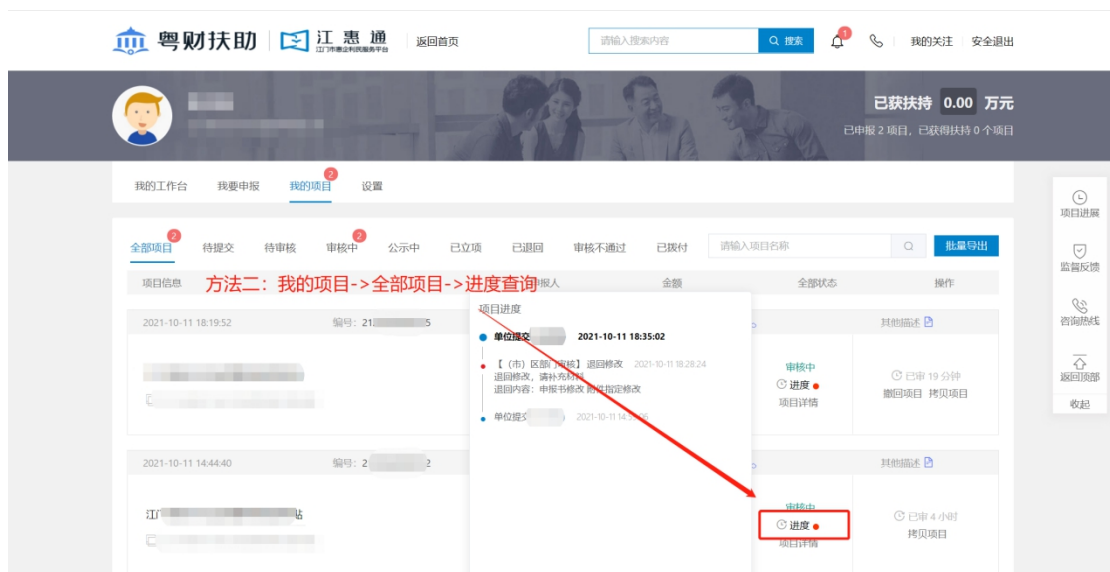 粤财扶助 江惠通 江门市惠企利民服务平台 返回首页 请输入搜索内容 搜索 1 我的关注 安全退出
已获扶持 0.00 万元
已申报 2 项目，已获得扶持 0 个项目
我的工作台 我要申报 我的项目 2 设置
全部项目 2 待提交 待审核 审核中 2 公示中 已立项 已退回 审核不通过 已拨付 请输入项目名称 批量导出
项目信息 方法二：我的项目->全部项目->进度查询 报人 金额 全部状态 操作
2021-10-11 18:19:52 编号：21 5 其他描述
项目进度
单位提交 2021-10-11 18:35:02
【（市）区部门审核】退回修改 2021-10-11 18:28:24
退回修改，请补充材料
退回内容：申报书修改 附件指定修改
单位提交 2021-10-11 14:5
审核中
进度
项目详情
已审 19 分钟
撤回项目 拷贝项目
2021-10-11 14:44:40 编号：2 2 其他描述
江 站
审核中
进度
项目详情
已审 4 小时
拷贝项目
项目进展
监督反馈
咨询热线
返回顶部
收起